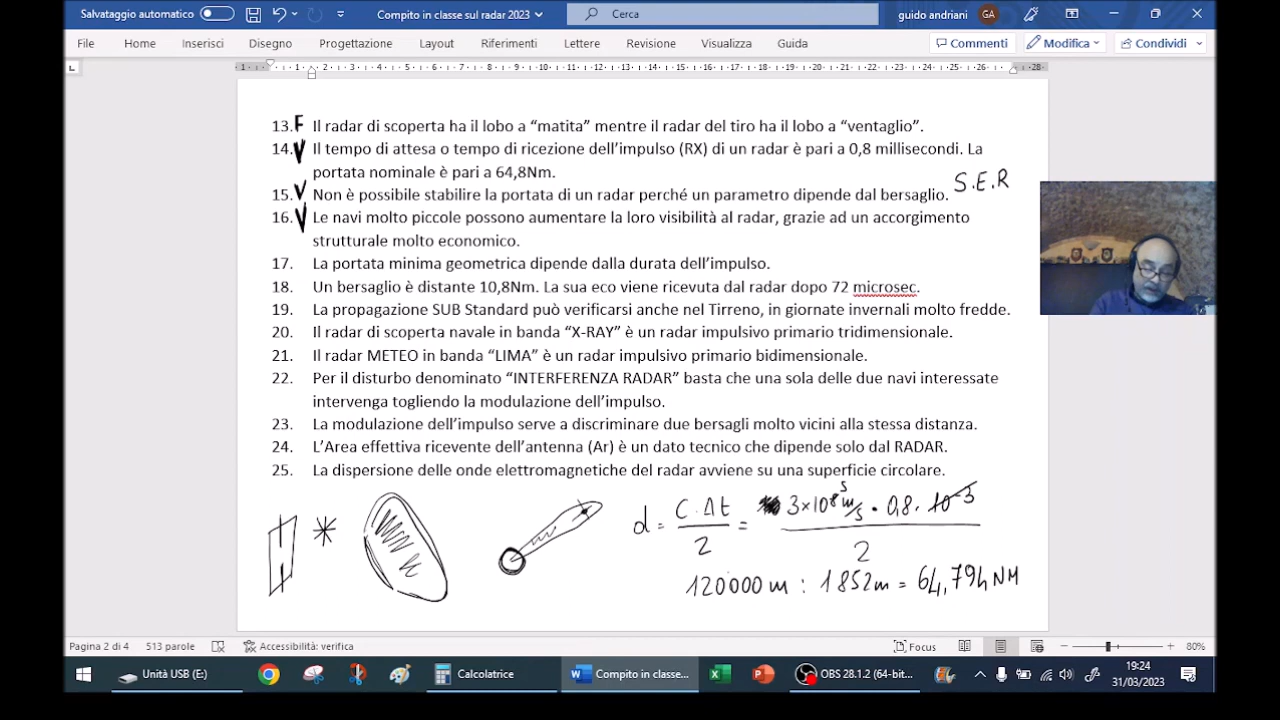 Salvataggio automatico
Compito in classe sul radar 2023
Cerca
guido andriani
GA
File Home Inserisci Disegno Progettazione Layout Riferimenti Lettere Revisione Visualizza Guida
Commenti Modifica Condividi
13. F Il radar di scoperta ha il lobo a “matita” mentre il radar del tiro ha il lobo a “ventaglio”.
14. V Il tempo di attesa o tempo di ricezione dell’impulso (RX) di un radar è pari a 0,8 millisecondi. La
portata nominale è pari a 64,8Nm.
15. V Non è possibile stabilire la portata di un radar perché un parametro dipende dal bersaglio. S.E.R
16. V Le navi molto piccole possono aumentare la loro visibilità al radar, grazie ad un accorgimento
strutturale molto economico.
17. La portata minima geometrica dipende dalla durata dell’impulso.
18. Un bersaglio è distante 10,8Nm. La sua eco viene ricevuta dal radar dopo 72 microsec.
19. La propagazione SUB Standard può verificarsi anche nel Tirreno, in giornate invernali molto fredde.
20. Il radar di scoperta navale in banda “X-RAY” è un radar impulsivo primario tridimensionale.
21. Il radar METEO in banda “LIMA” è un radar impulsivo primario bidimensionale.
22. Per il disturbo denominato “INTERFERENZA RADAR” basta che una sola delle due navi interessate
intervenga togliendo la modulazione dell’impulso.
23. La modulazione dell’impulso serve a discriminare due bersagli molto vicini alla stessa distanza.
24. L’Area effettiva ricevente dell’antenna (Ar) è un dato tecnico che dipende solo dal RADAR.
25. La dispersione delle onde elettromagnetiche del radar avviene su una superficie circolare.
d = C · Δt / 2 = 3×10⁸ ⁵ m/s · 0,8 · 10⁻³ / 2
120000 m : 1852 m = 64,794 NM
Pagina 2 di 4 513 parole Accessibilità: verifica Focus 80%
Unità USB (E:) Calcolatrice Compito in classe... OBS 28.1.2 (64-bit... 19:24
31/03/2023